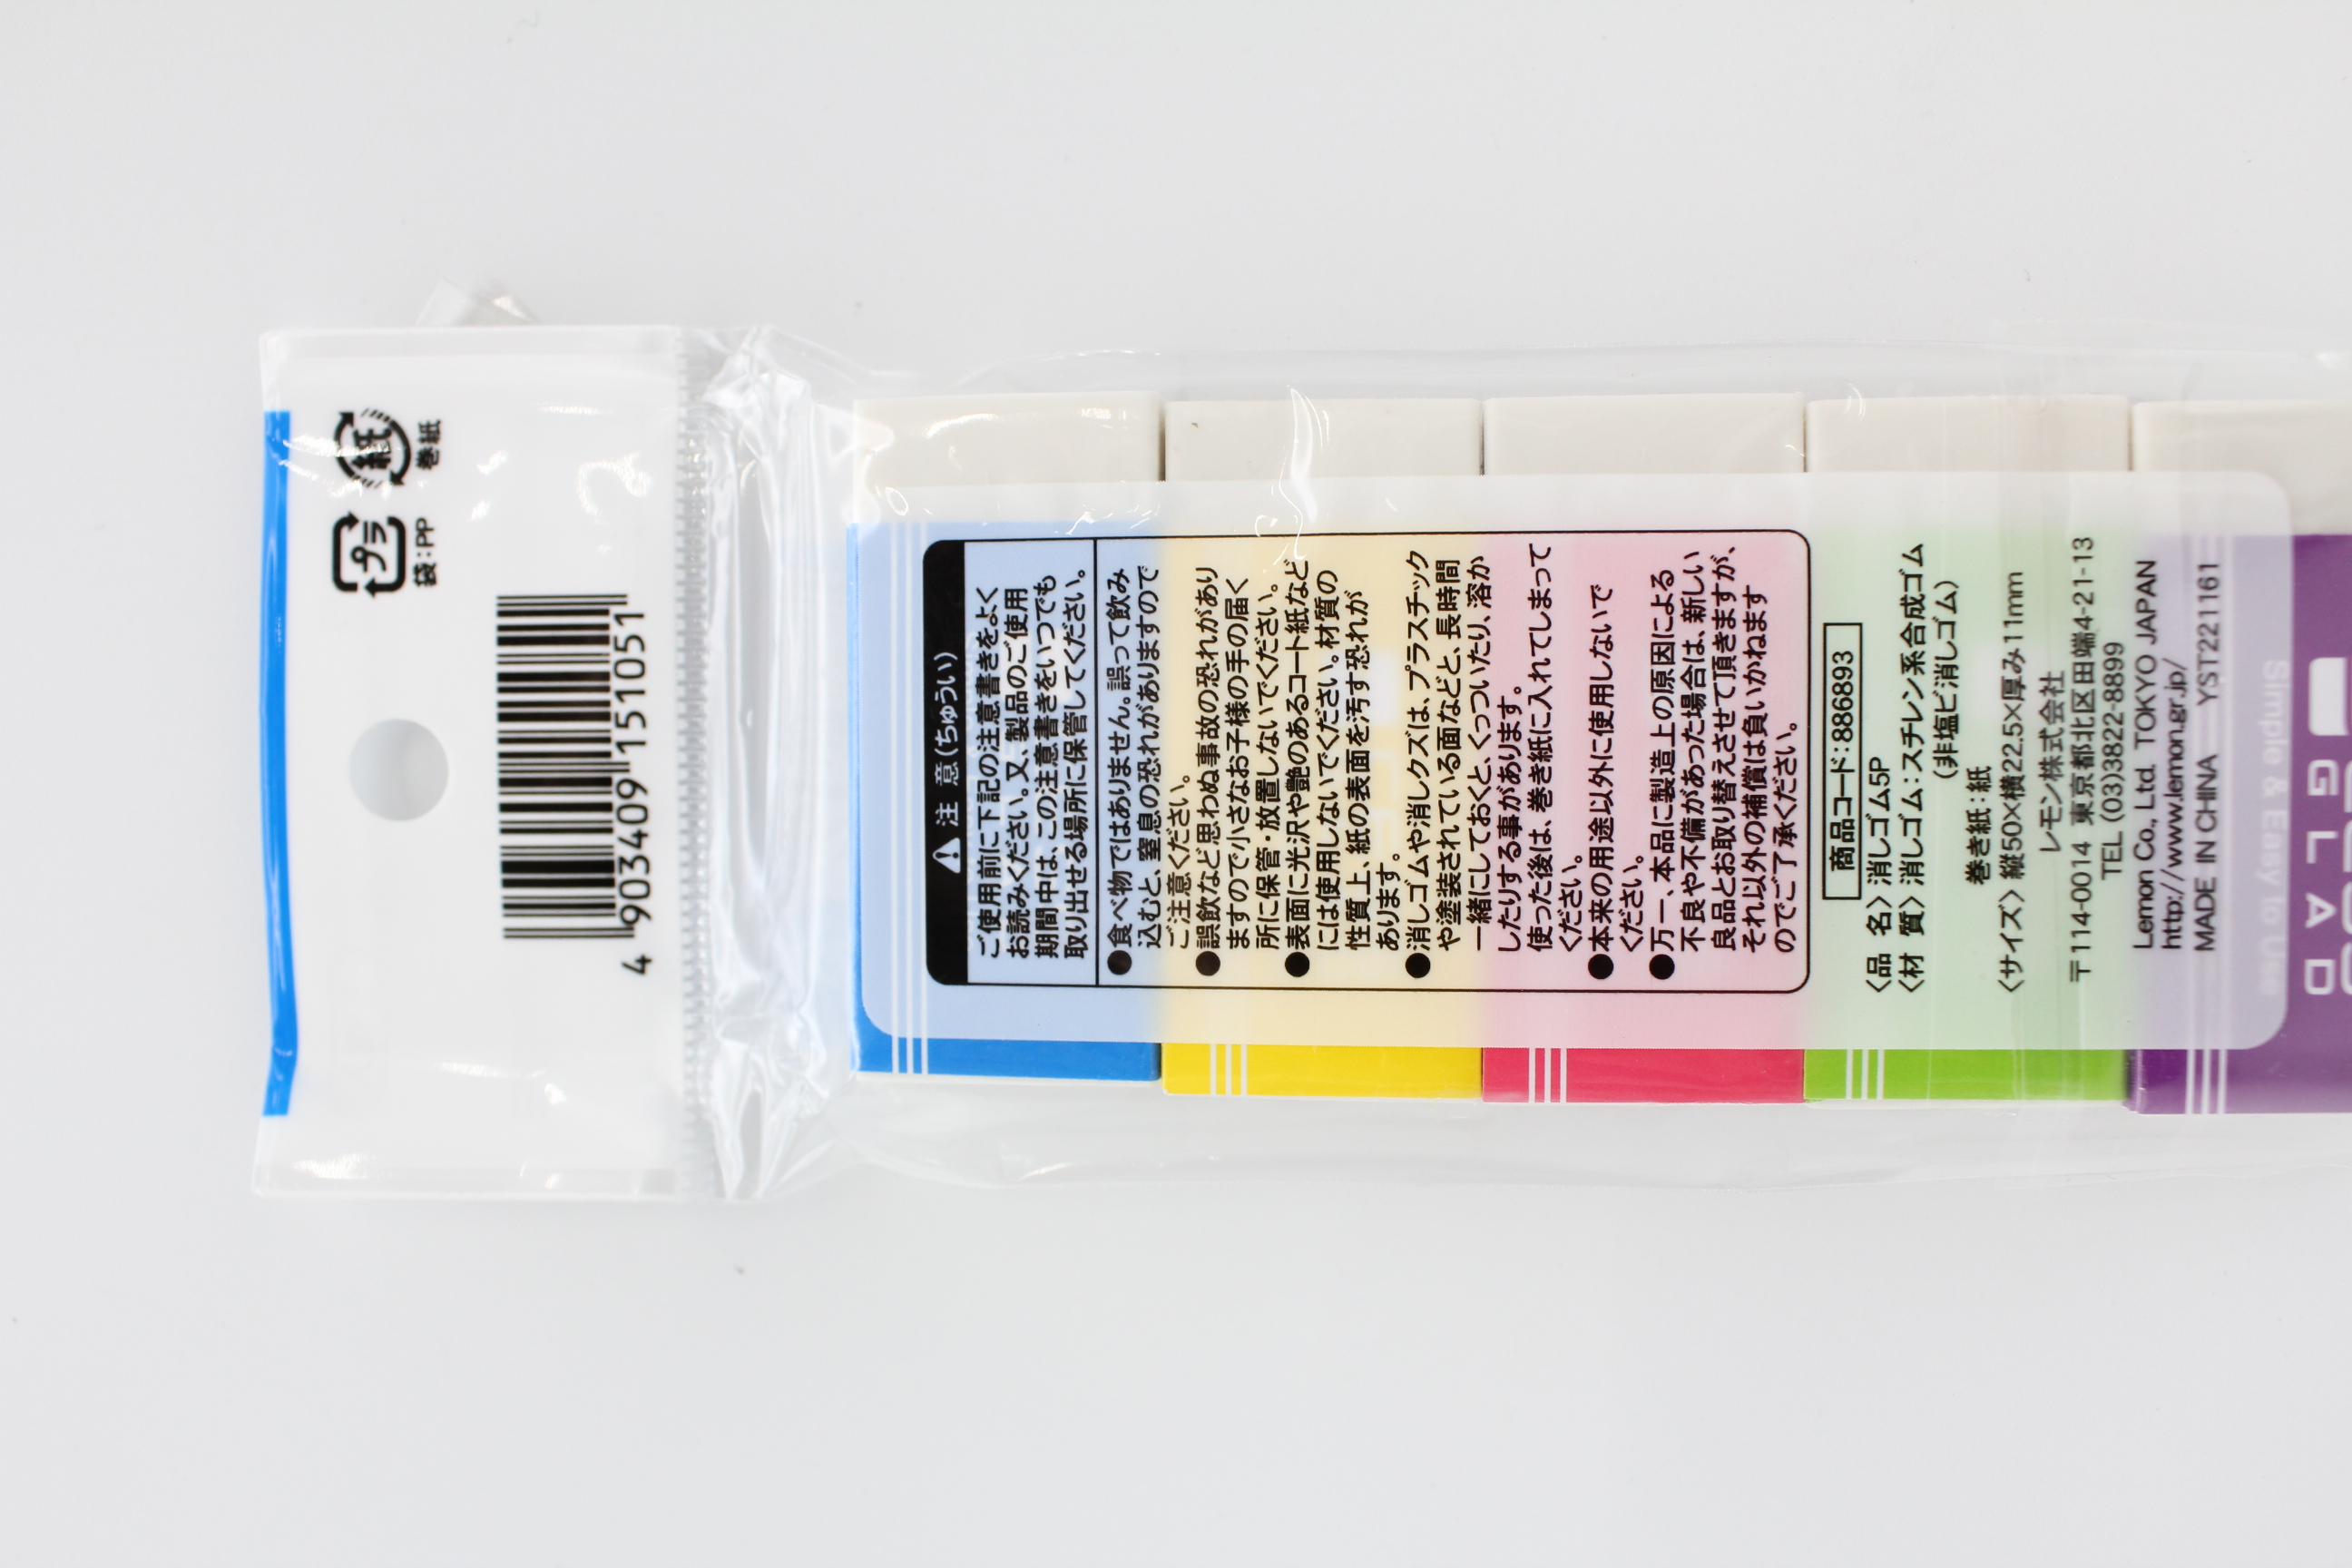 プラ
袋:PP
紙
巻紙
4 903409 151051
注 意(ちゅうい)
ご使用前に下記の注意書きをよく
お読みください。又、製品のご使用
期間中は、この注意書きをいつでも
取り出せる場所に保管してください。
●食べ物ではありません。誤って飲み
込むと、窒息の恐れがありますので
ご注意ください。
●誤飲など思わぬ事故の恐れがあり
ますので小さなお子様の手の届く
所に保管・放置しないでください。
●表面に光沢や艶のあるコート紙など
には使用しないでください。材質の
性質上、紙の表面を汚す恐れが
あります。
●消しゴムや消しクズは、プラスチック
や塗装されている面などと、長時間
一緒にしておくと、くっついたり、溶か
したりする事があります。
使った後は、巻き紙に入れてしまって
ください。
●本来の用途以外に使用しないで
ください。
●万一、本品に製造上の原因による
不良や不備があった場合は、新しい
良品とお取り替えさせて頂きますが、
それ以外の補償は負いかねます
のでご了承ください。
商品コード:886893
〈品 名〉消しゴム5P
〈材 質〉消しゴム:スチレン系合成ゴム
(非塩ビ消しゴム)
巻き紙:紙
〈サイズ〉縦50×横22.5×厚み11mm
レモン株式会社
〒114-0014 東京都北区田端4-21-13
TEL (03)3822-8899
Lemon Co., Ltd. TOKYO JAPAN
http://www.lemon.gr.jp/
MADE IN CHINA YST221161
Simple & Easy to Use
GLAD